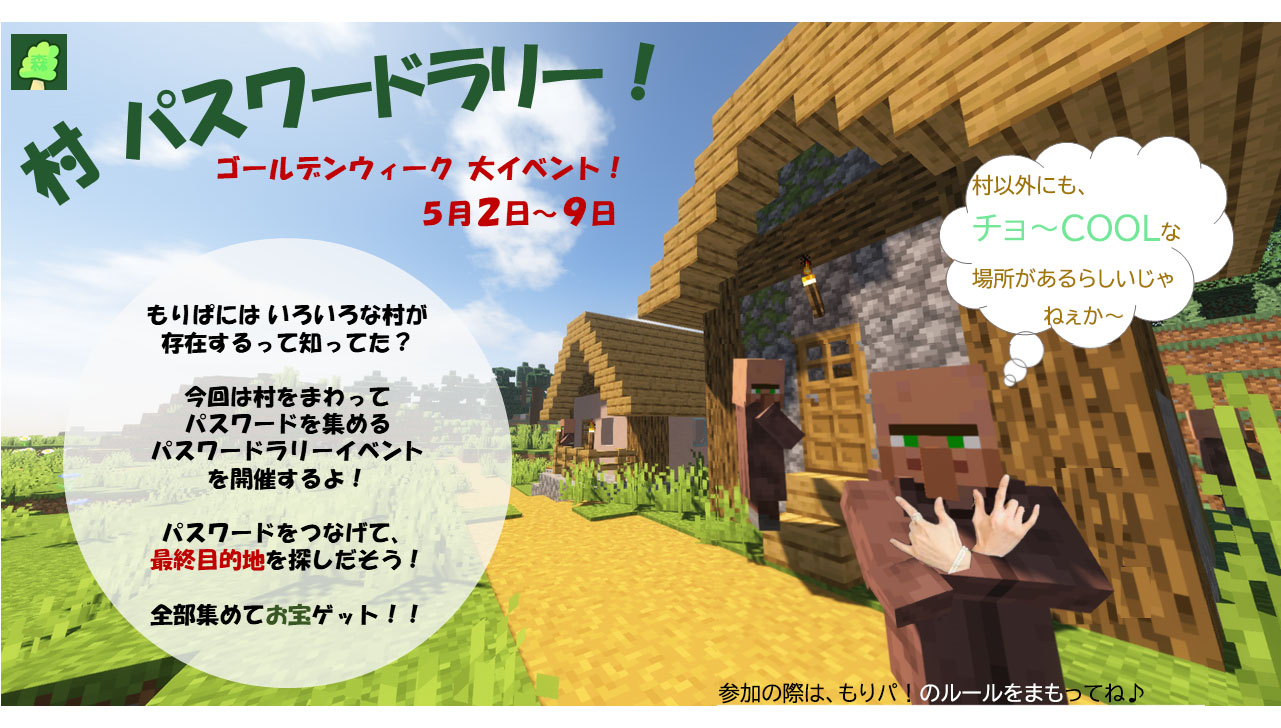 森
村 パスワードラリー！
ゴールデンウィーク 大イベント！
5月2日～9日
もりぱには いろいろな村が
存在するって知ってた？
今回は村をまわって
パスワードを集める
パスワードラリーイベント
を開催するよ！
パスワードをつなげて、
最終目的地を探しだそう！
全部集めてお宝ゲット！！
村以外にも、
チョ～COOLな
場所があるらしいじゃ
ねぇか～
参加の際は、もりパ！のルールをまもってね♪